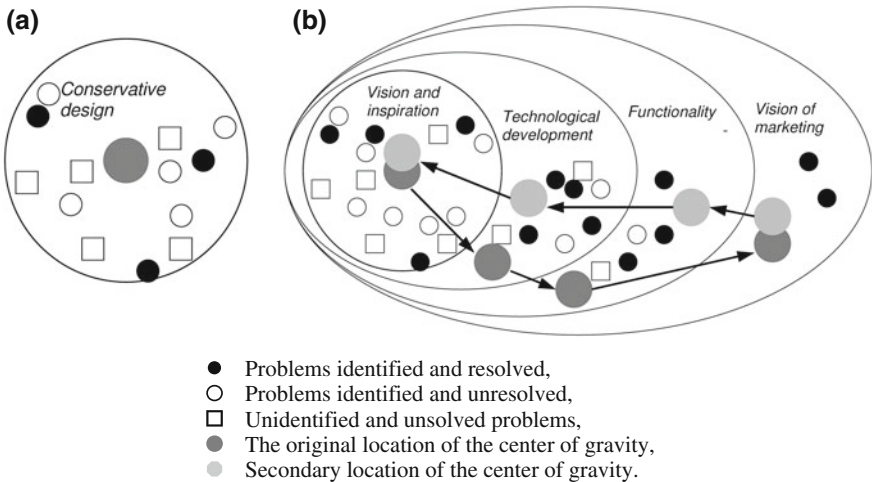 (a)
Conservative
design
(b)
Vision and
inspiration
Technological
development
Functionality
Vision of
marketing
Problems identified and resolved,
Problems identified and unresolved,
Unidentified and unsolved problems,
The original location of the center of gravity,
Secondary location of the center of gravity.